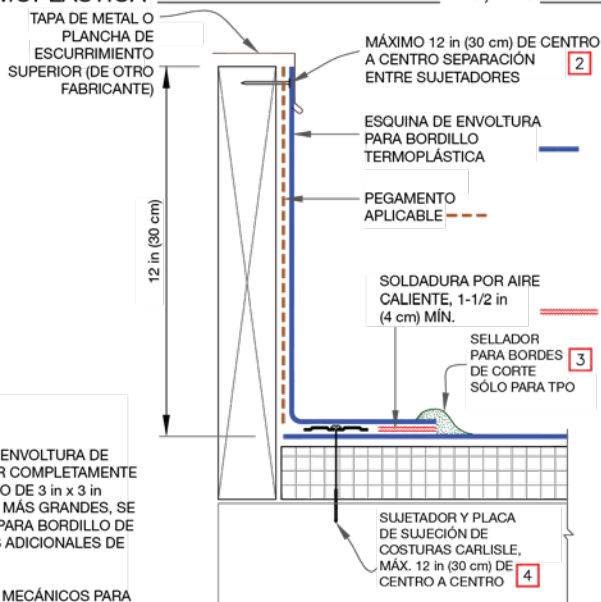 TAPA DE METAL O
PLANCHA DE
ESCURRIMIENTO
SUPERIOR (DE OTRO
FABRICANTE)
MÁXIMO 12 in (30 cm) DE CENTRO
A CENTRO SEPARACIÓN
ENTRE SUJETADORES
2
ESQUINA DE ENVOLTURA
PARA BORDILLO
TERMOPLÁSTICA
PEGAMENTO
APLICABLE
12 in (30 cm)
SOLDADURA POR AIRE
CALIENTE, 1-1/2 in
(4 cm) MÍN.
SELLADOR
PARA BORDES
DE CORTE
SÓLO PARA TPO
3
ENVOLTURA DE
R COMPLETAMENTE
O DE 3 in x 3 in
MÁS GRANDES, SE
PARA BORDILLO DE
S ADICIONALES DE
MECÁNICOS PARA
SUJETADOR Y PLACA
DE SUJECIÓN DE
COSTURAS CARLISLE,
MÁX. 12 in (30 cm) DE
CENTRO A CENTRO
4